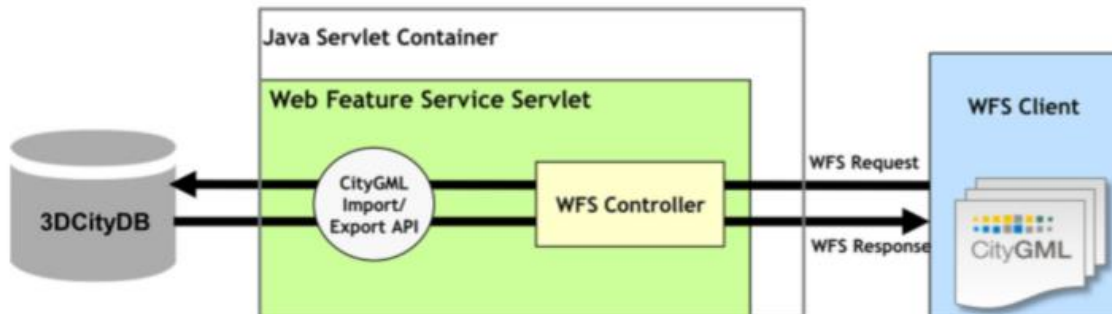 Java Servlet Container
Web Feature Service Servlet
WFS Client
3DCityDB
CityGML
Import/
Export API
WFS Controller
WFS Request
WFS Response
CityGML